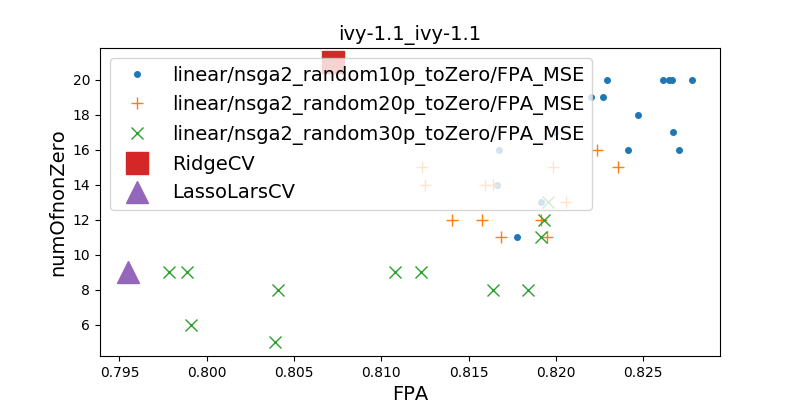 ivy-1.1_ivy-1.1
numOfnonZero
20
18
16
14
12
10
8
6
linear/nsga2_random10p_toZero/FPA_MSE
linear/nsga2_random20p_toZero/FPA_MSE
linear/nsga2_random30p_toZero/FPA_MSE
RidgeCV
LassoLarsCV
0.795 0.800 0.805 0.810 0.815 0.820 0.825
FPA